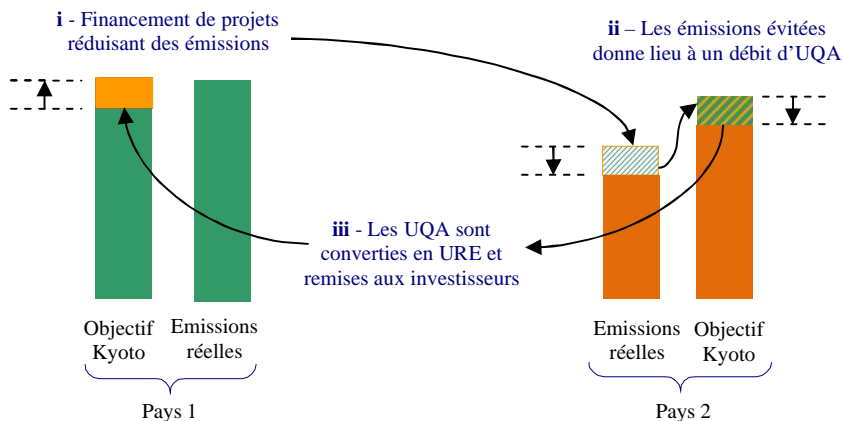 i - Financement de projets
réduisant des émissions
ii – Les émissions évitées
donne lieu à un débit d’UQA
iii - Les UQA sont
converties en URE et
remises aux investisseurs
Objectif
Kyoto
Emissions
réelles
Emissions
réelles
Objectif
Kyoto
Pays 1
Pays 2